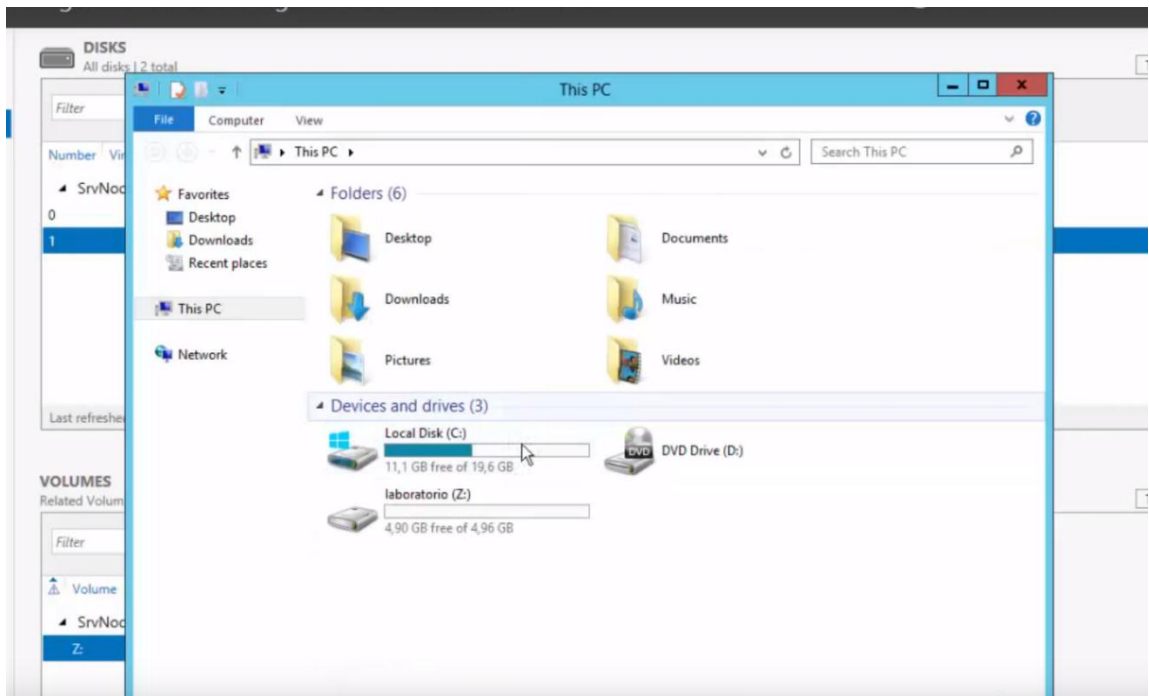 DISKS
All disks | 2 total
This PC
File Computer View
Filter
This PC
Search This PC
Number Vir
SrvNod
0
1
Favorites
Desktop
Downloads
Recent places
This PC
Network
Folders (6)
Desktop
Documents
Downloads
Music
Pictures
Videos
Devices and drives (3)
Local Disk (C:)
11,1 GB free of 19,6 GB
DVD
DVD Drive (D:)
laboratorio (Z:)
4,90 GB free of 4,96 GB
Last refreshe
VOLUMES
Related Volum
Filter
Volume
SrvNod
Z: